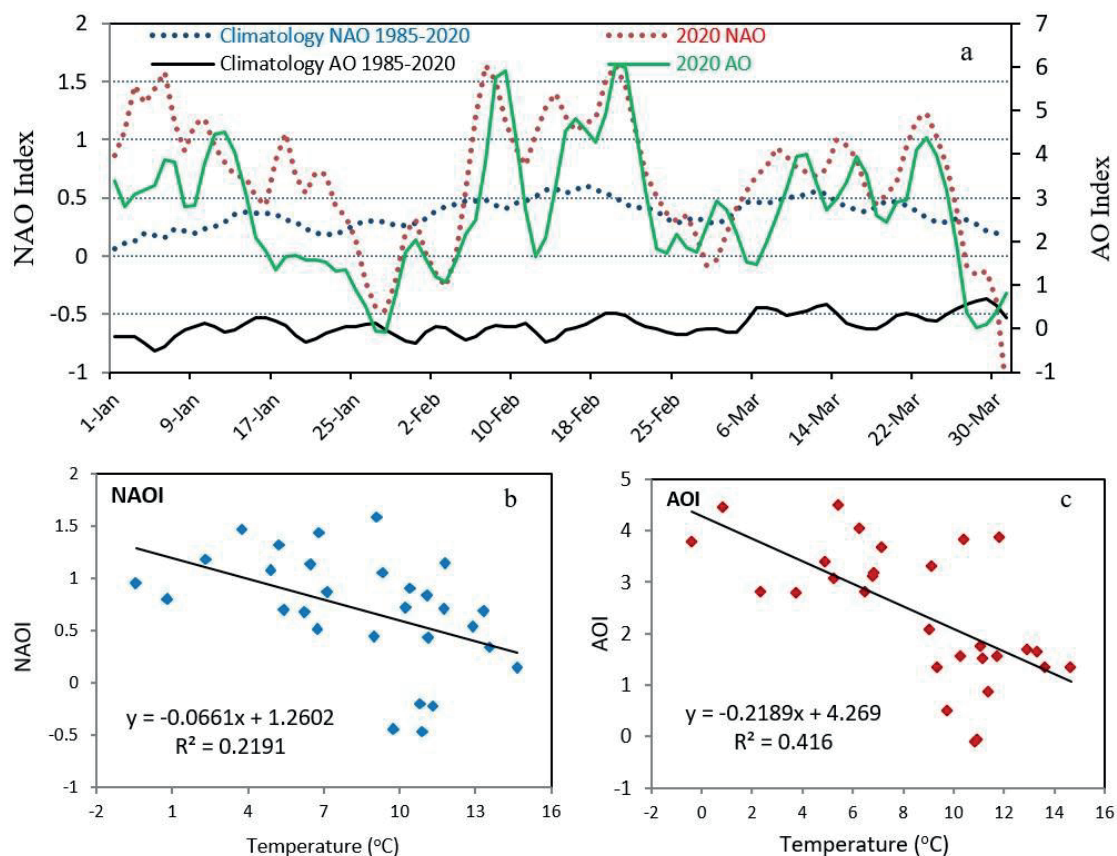 Climatology NAO 1985-2020
2020 NAO
Climatology AO 1985-2020
2020 AO
a
NAO Index
2
1.5
1
0.5
0
-0.5
-1
AO Index
7
6
5
4
3
2
1
0
-1
1-Jan
9-Jan
17-Jan
25-Jan
2-Feb
10-Feb
18-Feb
25-Feb
6-Mar
14-Mar
22-Mar
30-Mar
NAOI
b
NAOI
2
1.5
1
0.5
0
-0.5
-1
y = -0.0661x + 1.2602
R² = 0.2191
-2 1 4 7 10 13 16
Temperature (°C)
AOI
c
AOI
5
4
3
2
1
0
-1
y = -0.2189x + 4.269
R² = 0.416
-2 0 2 4 6 8 10 12 14 16
Temperature (°C)